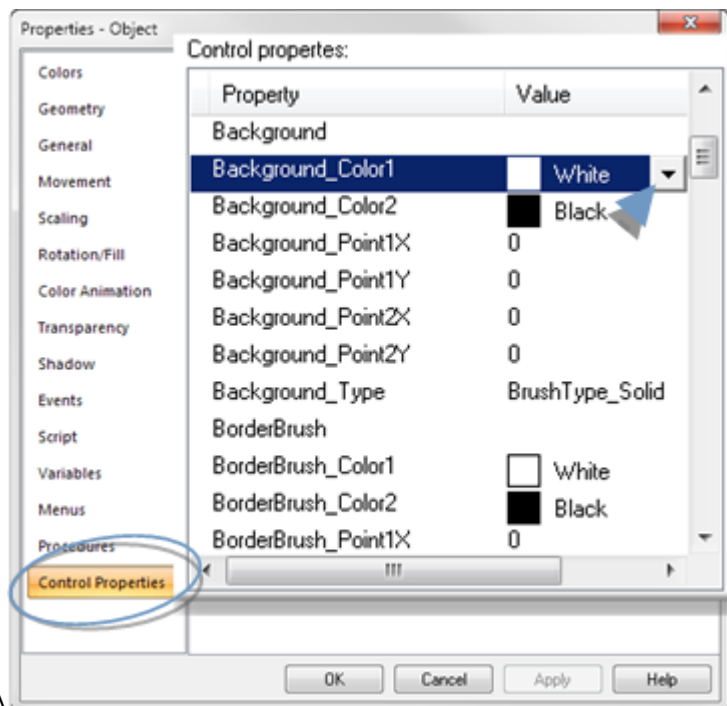 Properties - Object
Colors
Geometry
General
Movement
Scaling
Rotation/Fill
Color Animation
Transparency
Shadow
Events
Script
Variables
Menus
Procedures
Control Properties
Control propertes:
Property Value
Background
Background_Color1 White
Background_Color2 Black
Background_Point1X 0
Background_Point1Y 0
Background_Point2X 0
Background_Point2Y 0
Background_Type BrushType_Solid
BorderBrush
BorderBrush_Color1 White
BorderBrush_Color2 Black
BorderBrush_Point1X 0
OK Cancel Apply Help